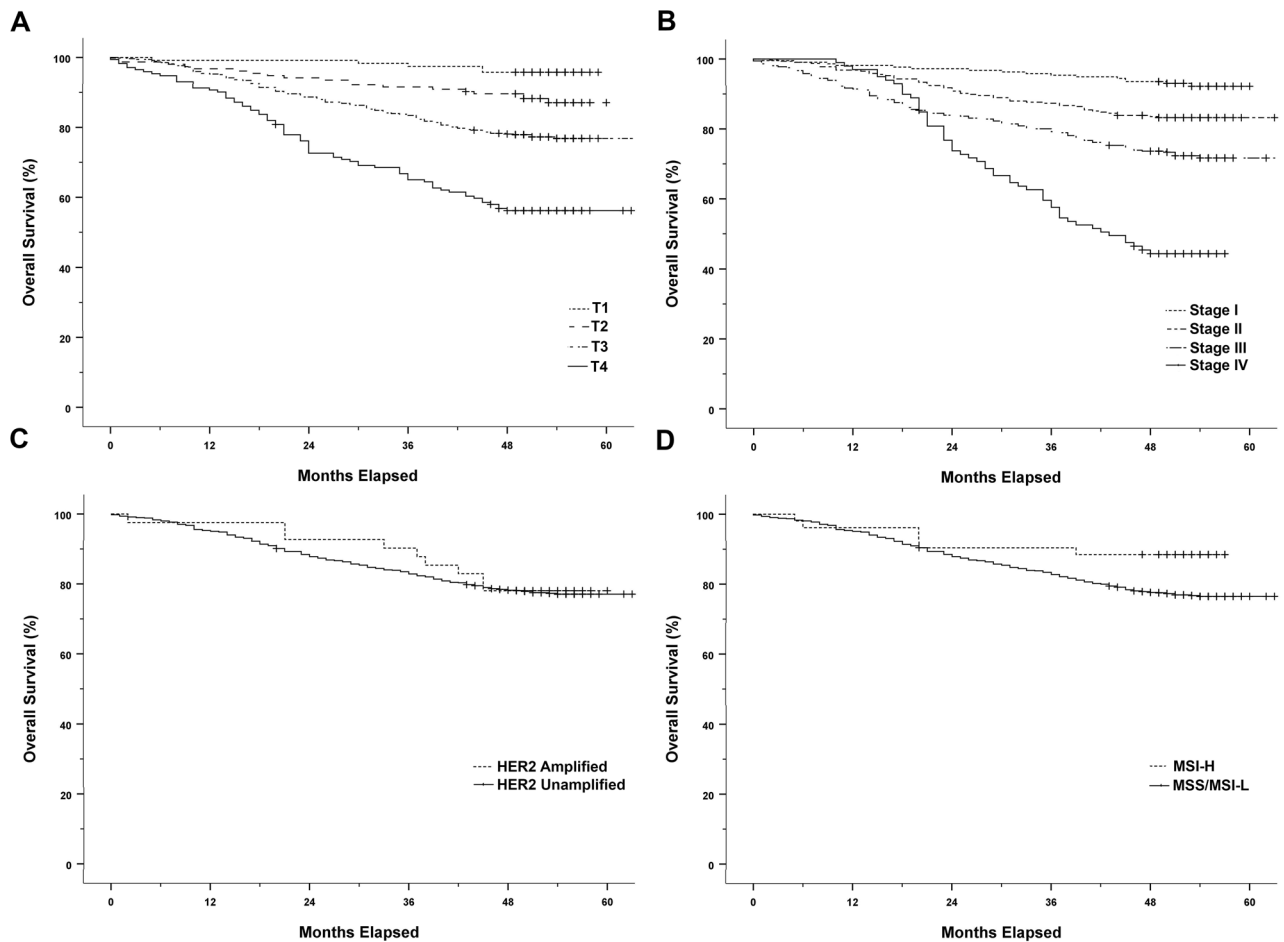 A
Overall Survival (%)
100
80
60
40
20
0
T1
T2
T3
T4
0 12 24 36 48 60
Months Elapsed
B
Overall Survival (%)
100
80
60
40
20
0
Stage I
Stage II
Stage III
Stage IV
0 12 24 36 48 60
Months Elapsed
C
Overall Survival (%)
100
80
60
40
20
0
HER2 Amplified
HER2 Unamplified
0 12 24 36 48 60
Months Elapsed
D
Overall Survival (%)
100
80
60
40
20
0
MSI-H
MSS/MSI-L
0 12 24 36 48 60
Months Elapsed